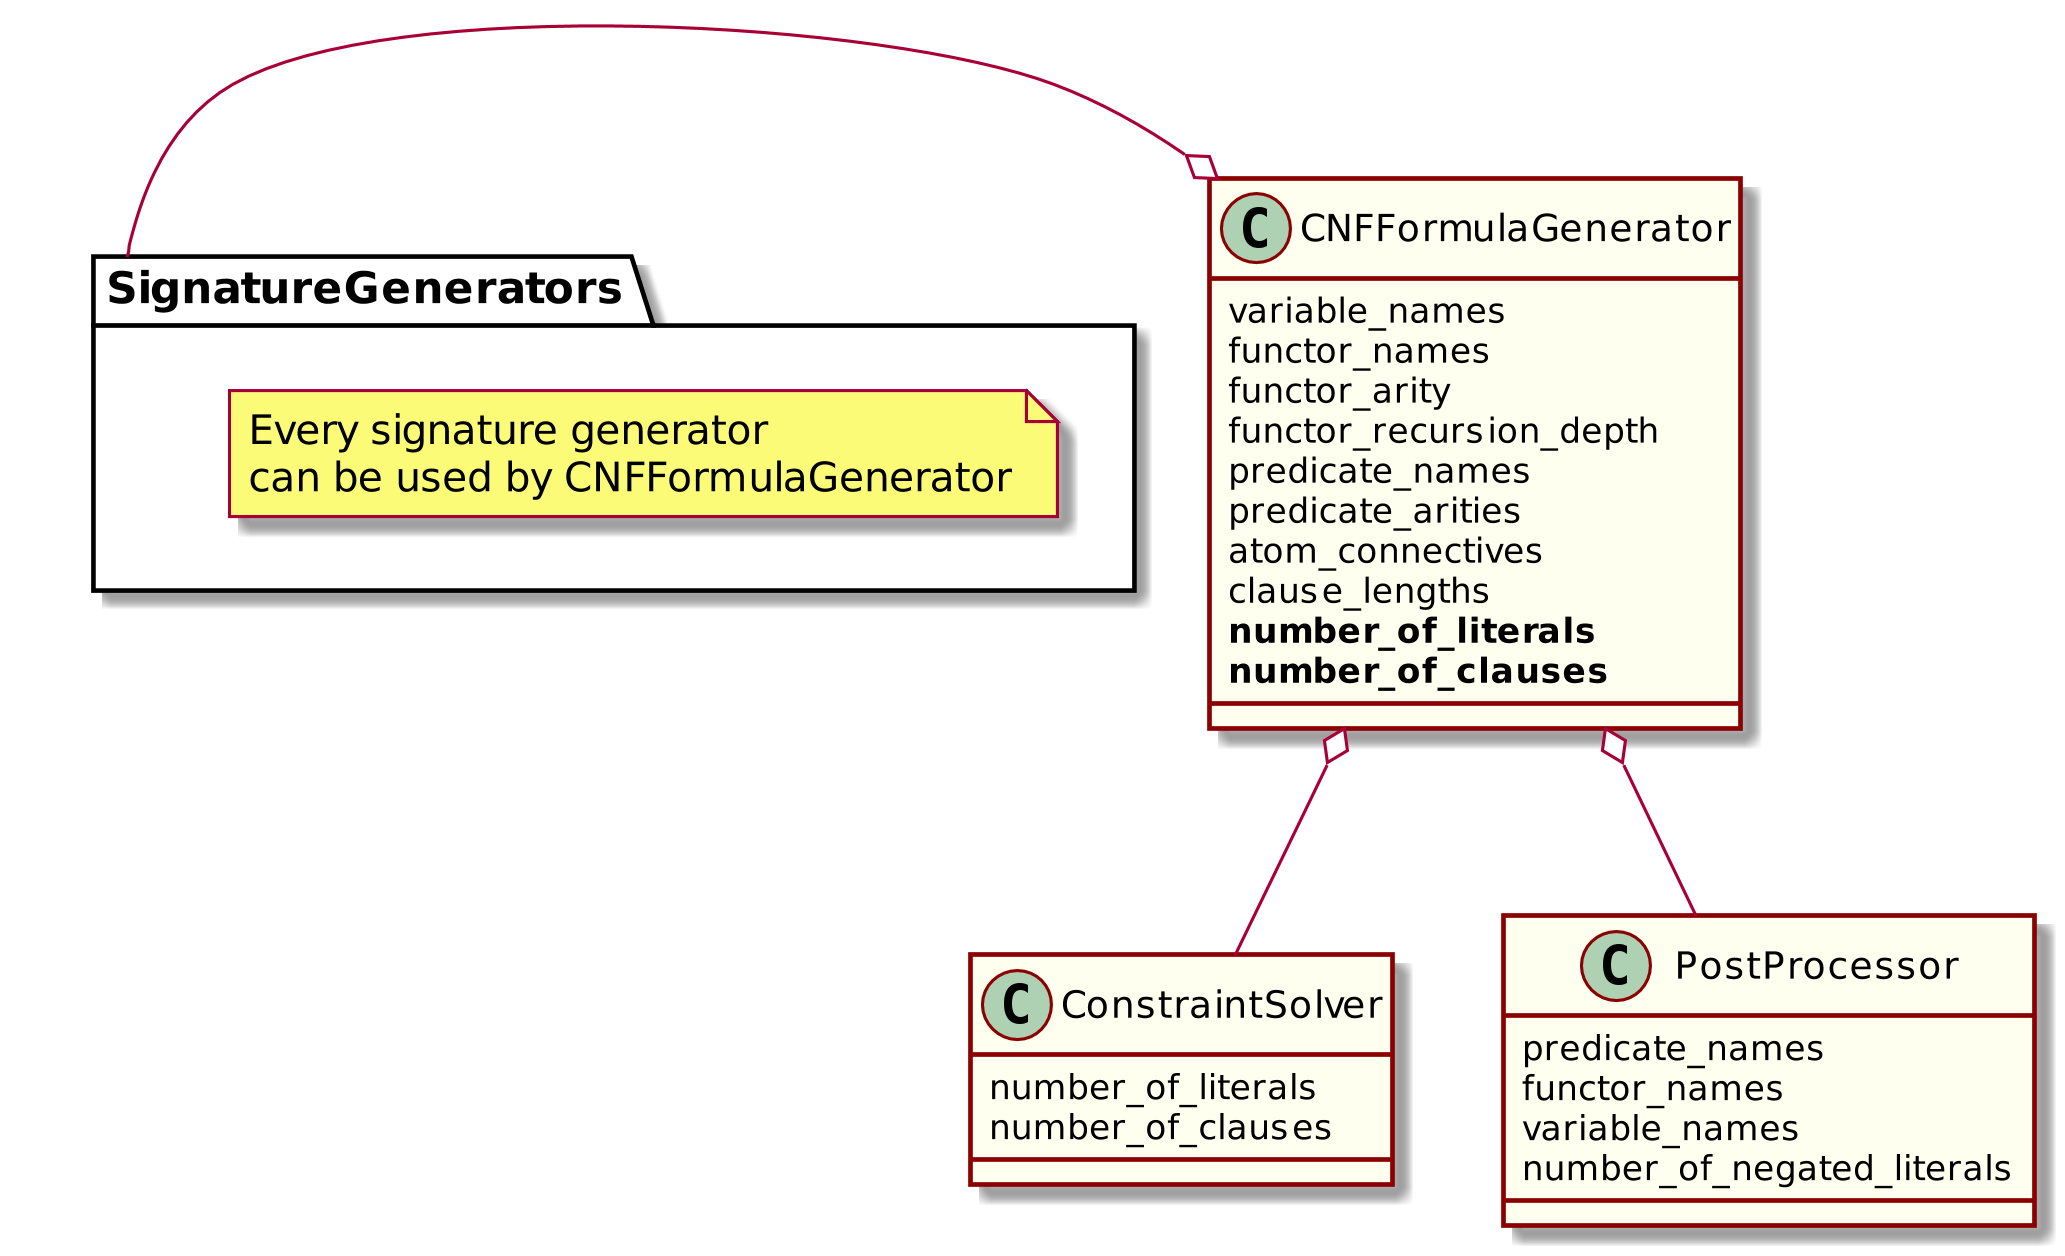 SignatureGenerators
Every signature generator
can be used by CNFFormulaGenerator
C CNFFormulaGenerator
variable_names
functor_names
functor_arity
functor_recursion_depth
predicate_names
predicate_arities
atom_connectives
clause_lengths
number_of_literals
number_of_clauses
C ConstraintSolver
number_of_literals
number_of_clauses
C PostProcessor
predicate_names
functor_names
variable_names
number_of_negated_literals